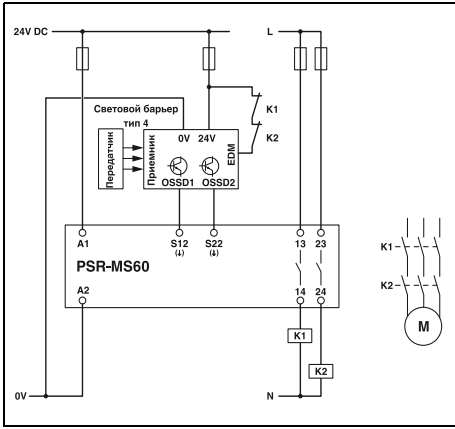 24V DC
L
Световой барьер
тип 4
K1
K2
0V 24V
Передатчик
Приемник
EDM
OSSD1 OSSD2
A1
S12
(↓)
S22
(↓)
13 23
PSR-MS60
A2
14 24
K1
K2
0V
N
K1
K2
M